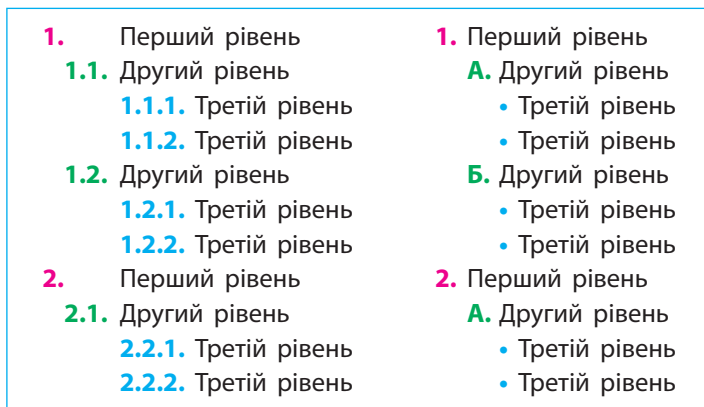 1. Перший рівень
1.1. Другий рівень
1.1.1. Третій рівень
1.1.2. Третій рівень
1.2. Другий рівень
1.2.1. Третій рівень
1.2.2. Третій рівень
2. Перший рівень
2.1. Другий рівень
2.2.1. Третій рівень
2.2.2. Третій рівень
1. Перший рівень
А. Другий рівень
• Третій рівень
• Третій рівень
Б. Другий рівень
• Третій рівень
• Третій рівень
2. Перший рівень
А. Другий рівень
• Третій рівень
• Третій рівень